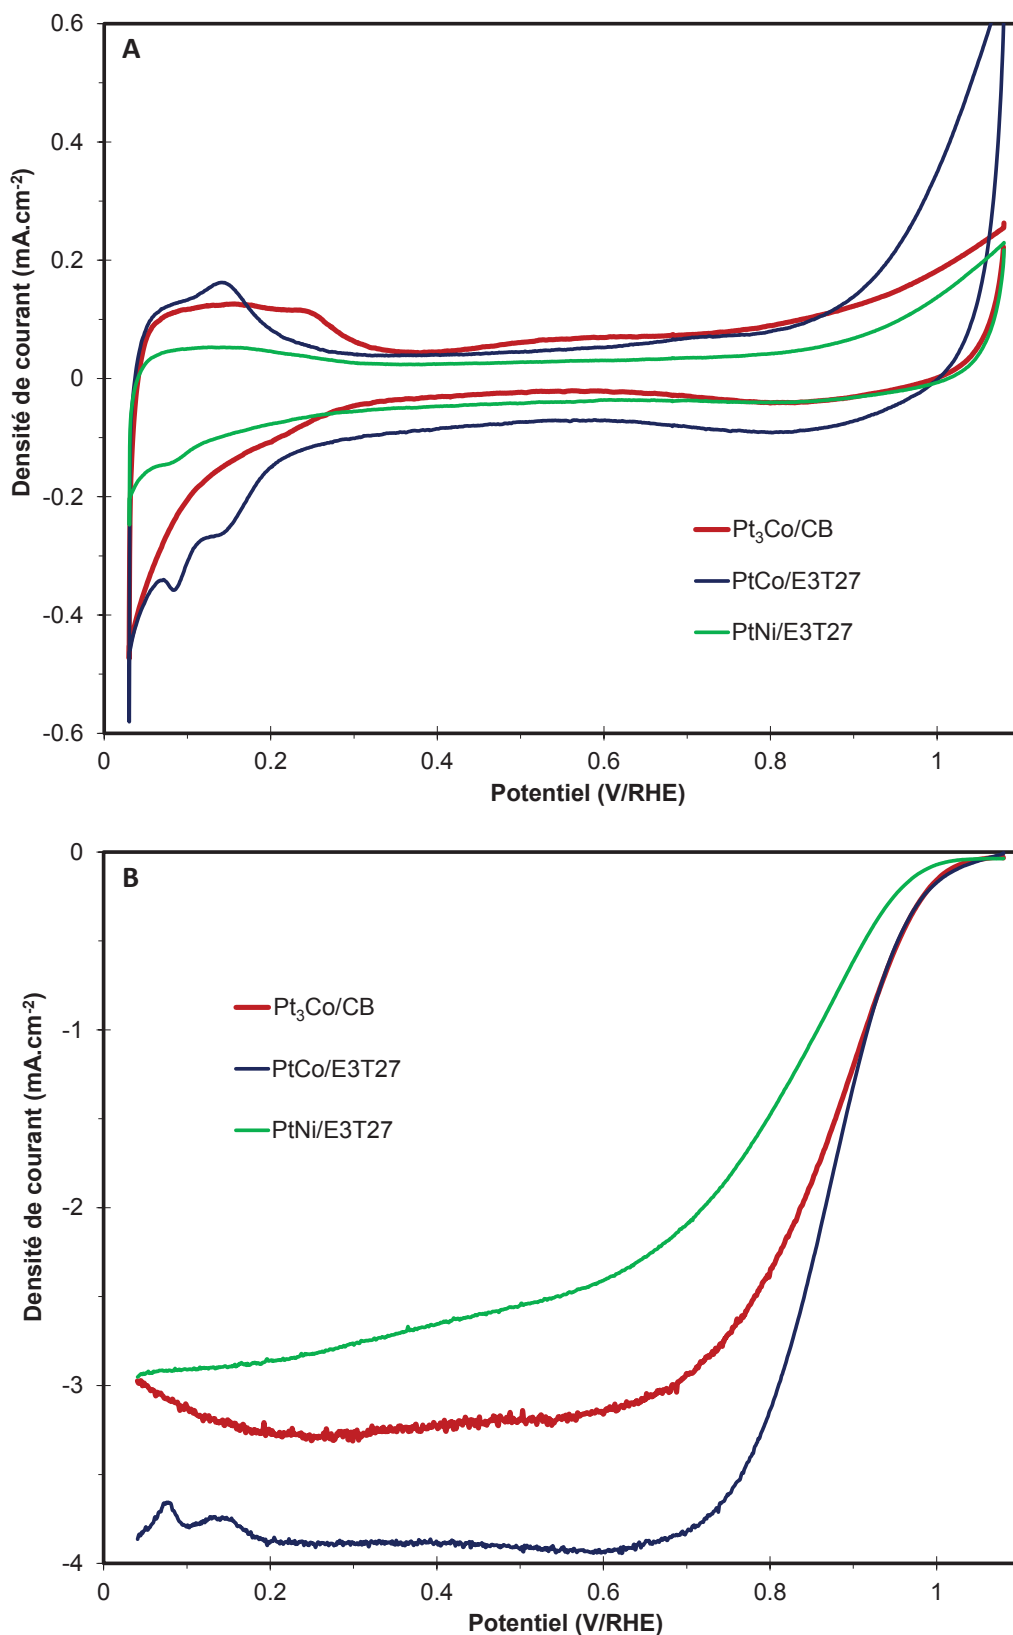 A
0.6
0.4
0.2
0
-0.2
-0.4
-0.6
Densité de courant (mA.cm-2)
Pt3Co/CB
PtCo/E3T27
PtNi/E3T27
0 0.2 0.4 0.6 0.8 1
Potentiel (V/RHE)
B
0
-1
-2
-3
-4
Densité de courant (mA.cm-2)
Pt3Co/CB
PtCo/E3T27
PtNi/E3T27
0 0.2 0.4 0.6 0.8 1
Potentiel (V/RHE)